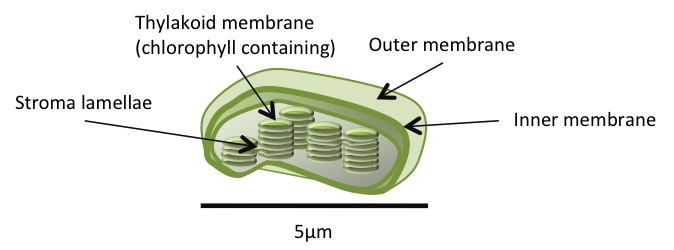 Thylakoid membrane
(chlorophyll containing)
Outer membrane
Stroma lamellae
Inner membrane
5μm